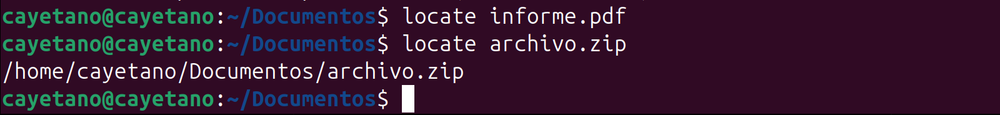 cayetano@cayetano:~/Documentos$ locate informe.pdf
cayetano@cayetano:~/Documentos$ locate archivo.zip
/home/cayetano/Documentos/archivo.zip
cayetano@cayetano:~/Documentos$